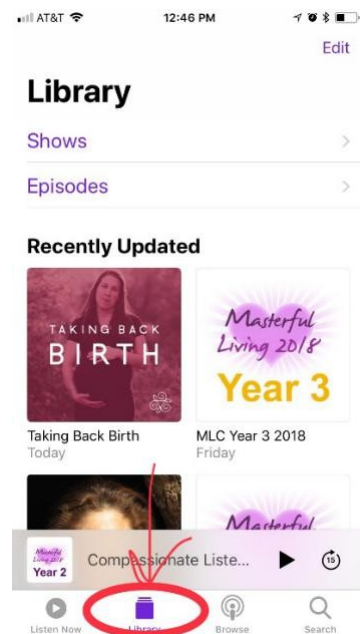 AT&T 12:46 PM
Edit
Library
Shows
Episodes
Recently Updated
TAKING BACK
BIRTH
Masterful
Living 2018
Year 3
Taking Back Birth
Today
MLC Year 3 2018
Friday
Masterful
Year 2
Compassionate Liste...
15
Listen Now Library Browse Search